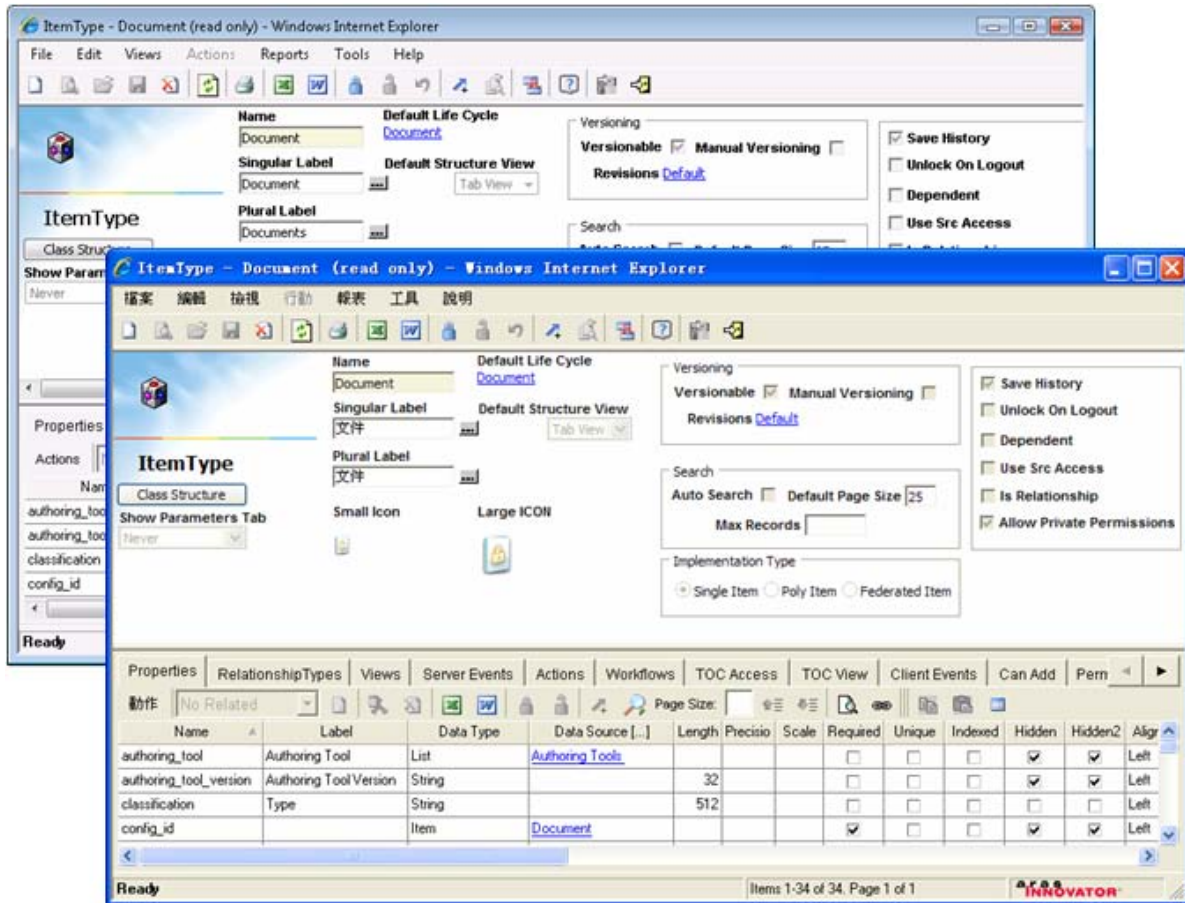 ItemType - Document (read only) - Windows Internet Explorer
File Edit Views Actions Reports Tools Help
Name Default Life Cycle
Document Document
Singular Label Default Structure View
Document ... Tab View
Plural Label
Documents ...
Versioning
Versionable Manual Versioning
Revisions Default
Search
Save History
Unlock On Logout
Dependent
Use Src Access
ItemType
Class
Never
Properties
Actions
classification
config_id
Ready
ItemType - Document (read only) - Windows Internet Explorer
檔案 編輯 檢視 行動 報表 工具 說明
Name Default Life Cycle
Document Document
Singular Label Default Structure View
文件 ... Tab View
Plural Label
文件 ...
Small Icon Large ICON
ItemType
Class Structure
Show Parameters Tab
Never
Versioning
Versionable Manual Versioning
Revisions Default
Search
Auto Search Default Page Size 25
Max Records
Implementation Type
Single Item Poly Item Federated Item
Save History
Unlock On Logout
Dependent
Use Src Access
Is Relationship
Allow Private Permissions
Properties RelationshipTypes Views Server Events Actions Workflows TOC Access TOC View Client Events Can Add Perm
動作 No Related Page Size:
Name Label Data Type Data Source [...] Length Precisio Scale Required Unique Indexed Hidden Hidden2 Aligr
authoring_tool Authoring Tool List Authoring Tools Left
authoring_tool_version Authoring Tool Version String 32 Left
classification Type String 512 Left
config_id Item Document Left
Ready Items 1-34 of 34. Page 1 of 1 aras INNOVATOR